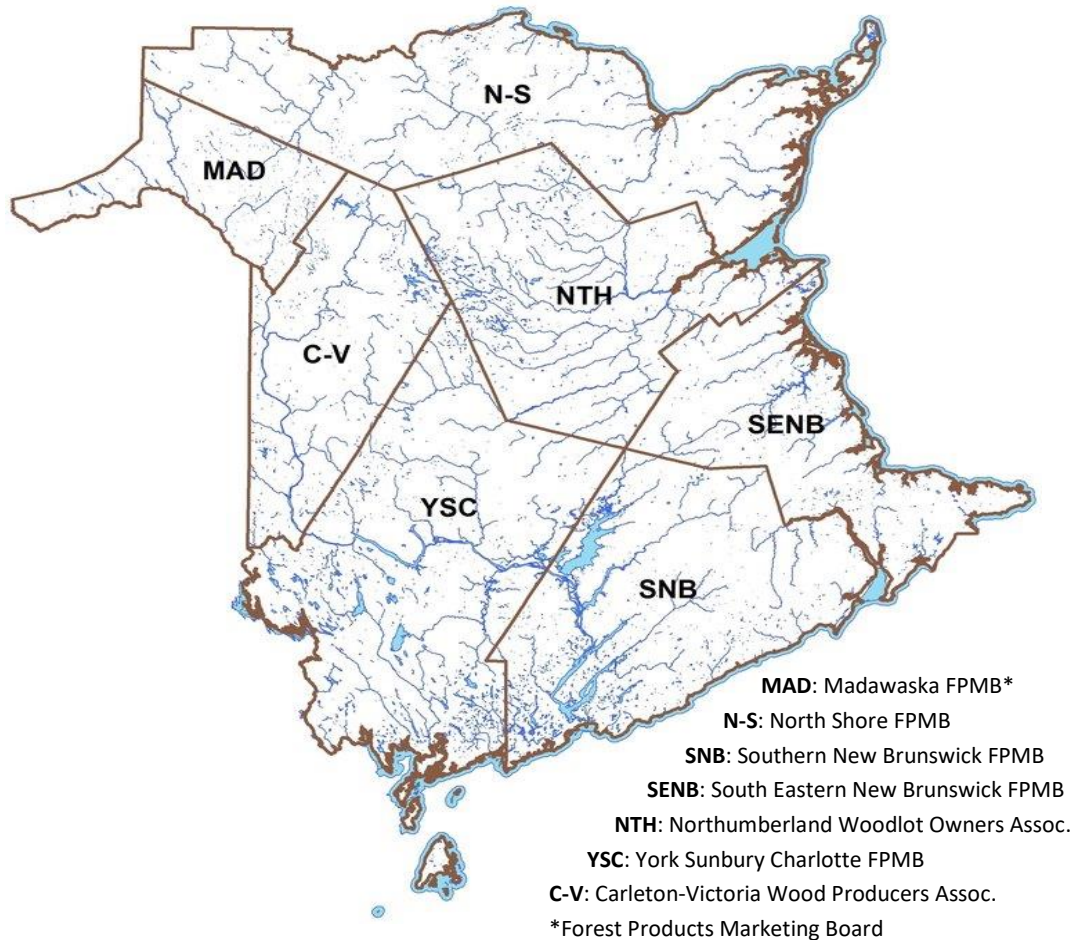 N-S
MAD
NTH
C-V
SENB
YSC
SNB
MAD: Madawaska FPMB*
N-S: North Shore FPMB
SNB: Southern New Brunswick FPMB
SENB: South Eastern New Brunswick FPMB
NTH: Northumberland Woodlot Owners Assoc.
YSC: York Sunbury Charlotte FPMB
C-V: Carleton-Victoria Wood Producers Assoc.
*Forest Products Marketing Board